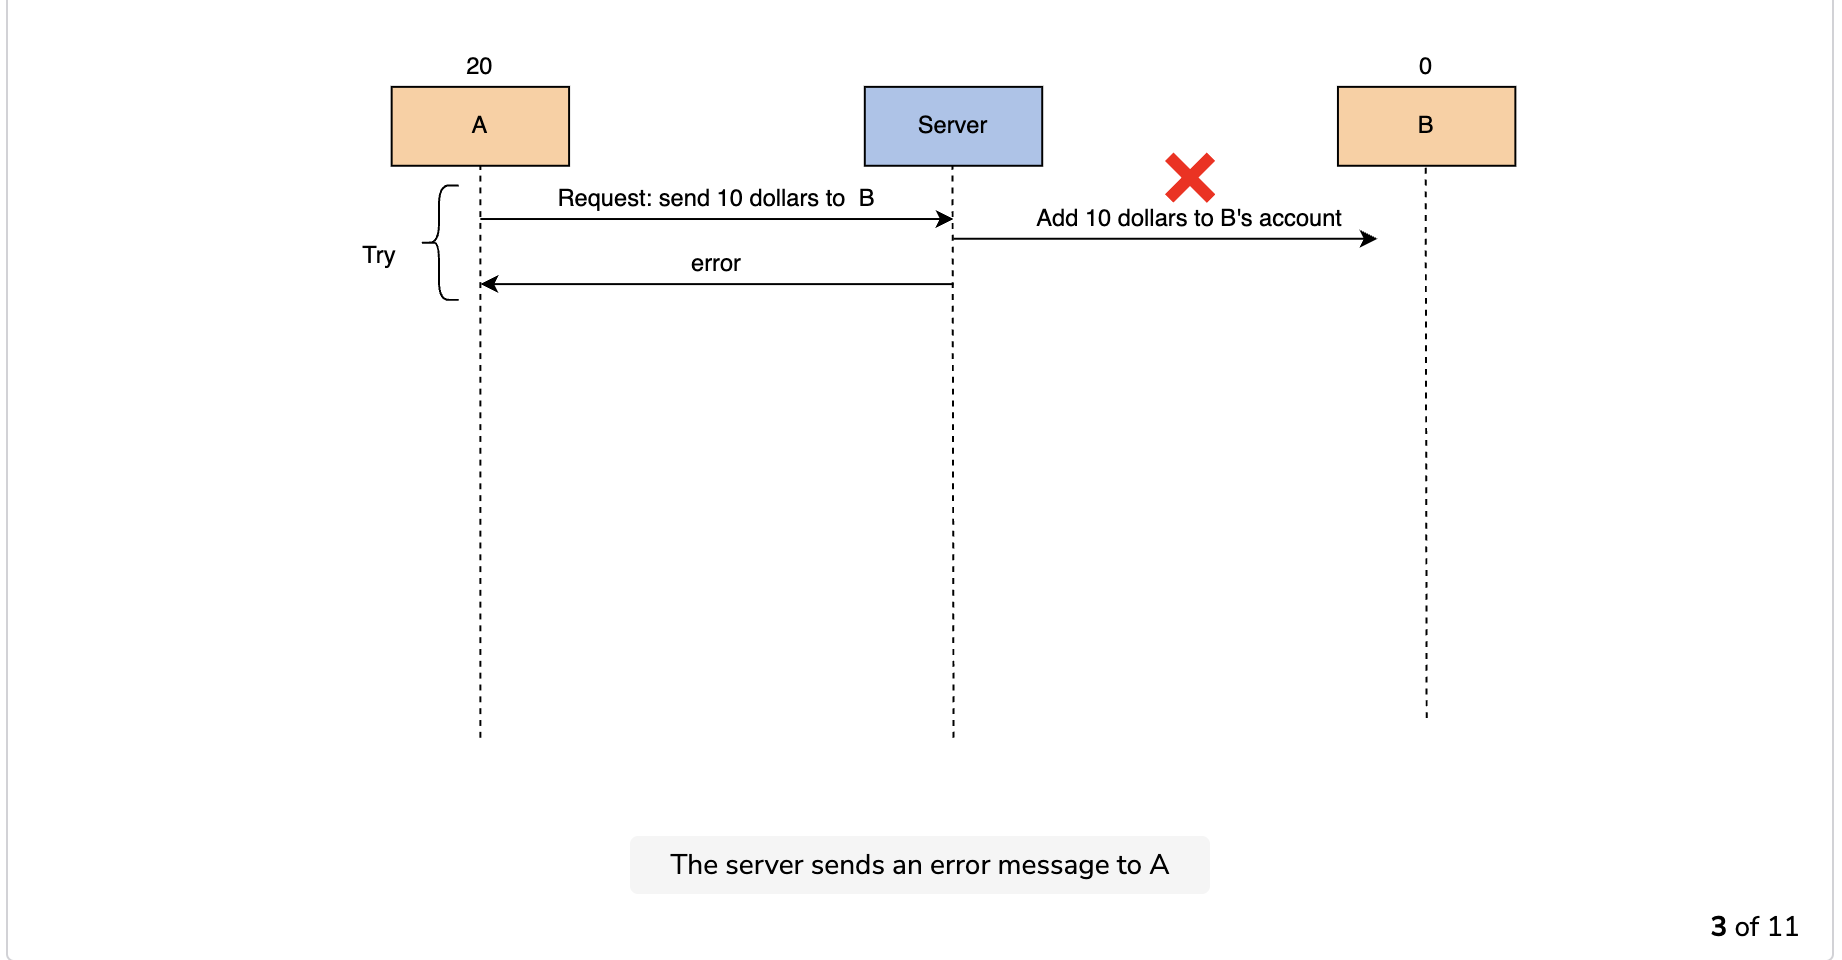 20
0
A
Server
B
Request: send 10 dollars to  B
Add 10 dollars to B's account
Try
error
The server sends an error message to A
3 of 11